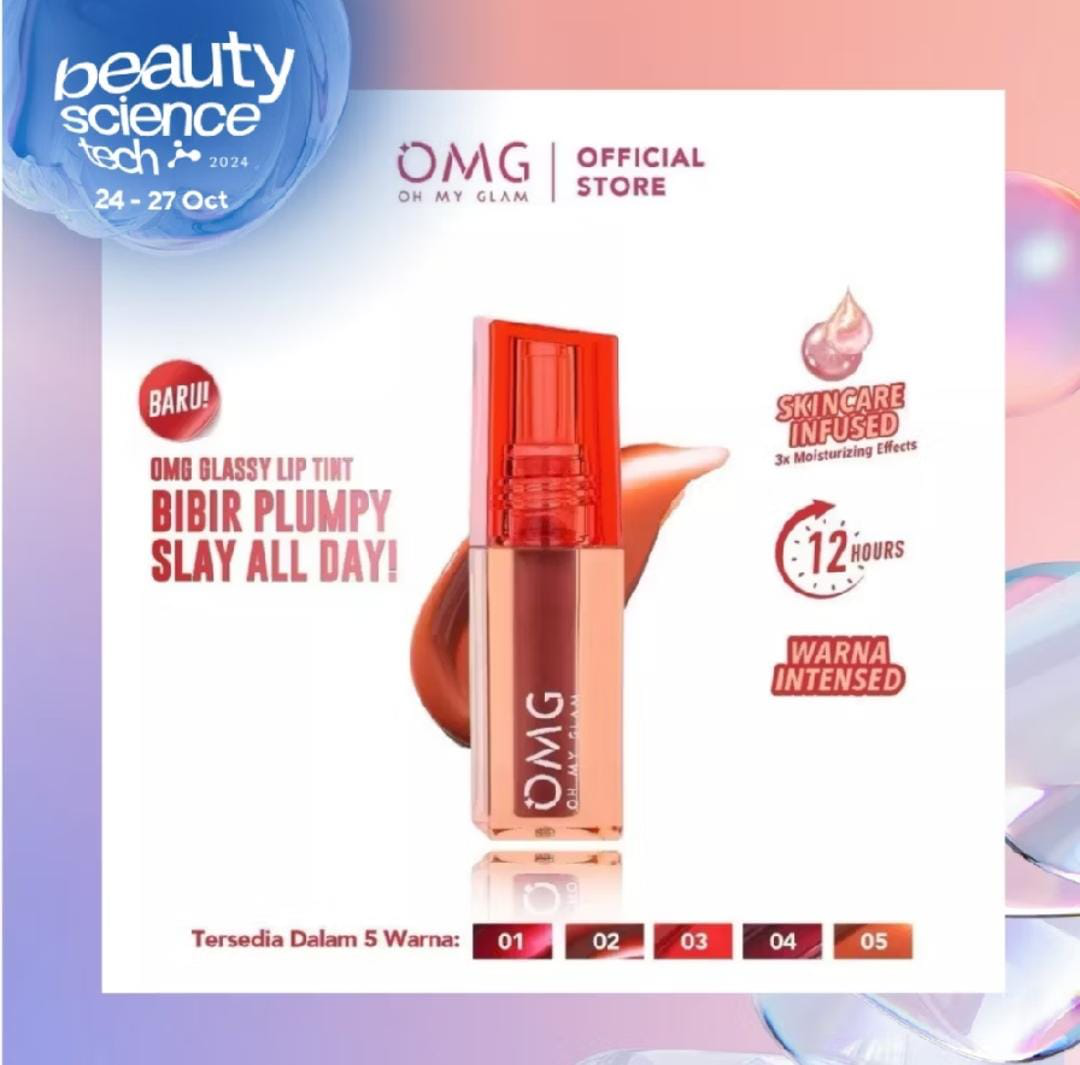 beauty
science
tech 2024
24 - 27 Oct
OMG
OH MY GLAM
OFFICIAL
STORE
BARU!
OMG GLASSY LIP TINT
BIBIR PLUMPY
SLAY ALL DAY!
SKINCARE
INFUSED
3x Moisturizing Effects
12 HOURS
WARNA
INTENSED
OMG
OH MY GLAM
Tersedia Dalam 5 Warna: 01 02 03 04 05